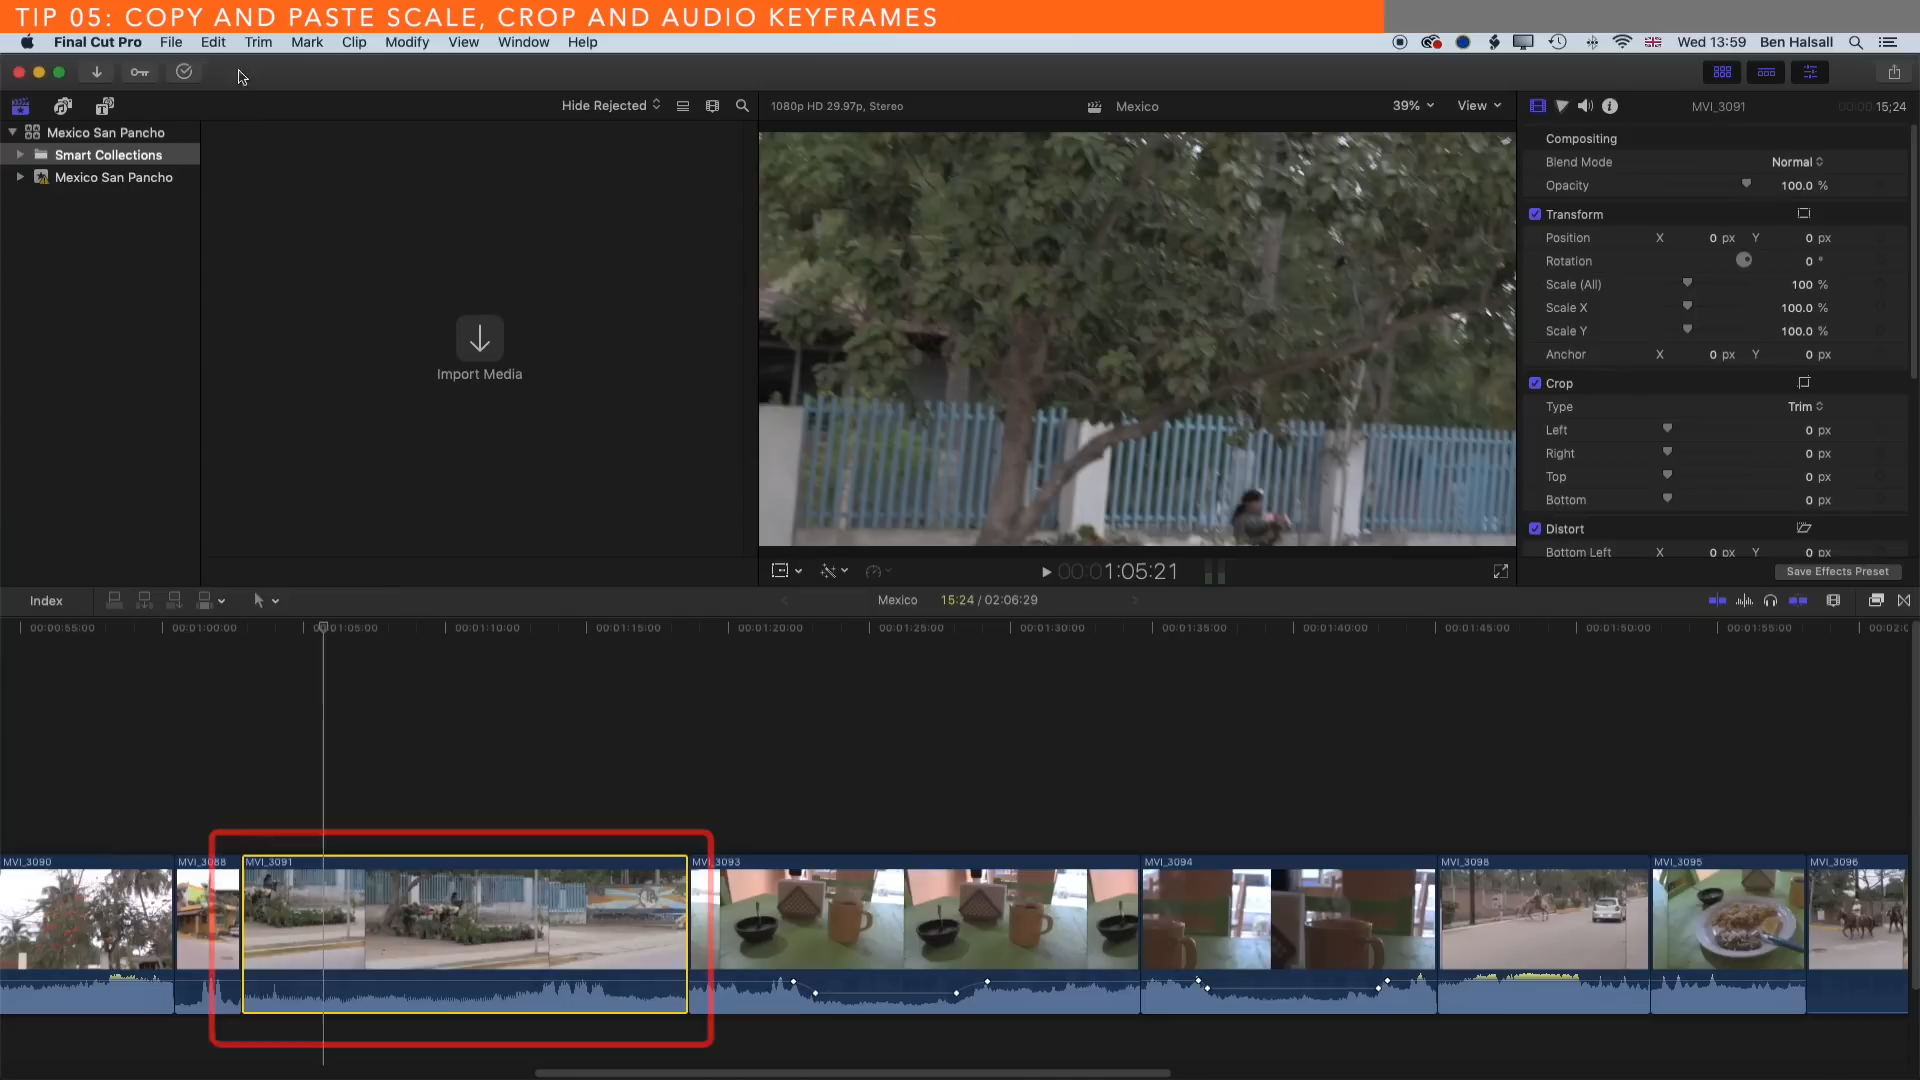 TIP 05: COPY AND PASTE SCALE, CROP AND AUDIO KEYFRAMES
Final Cut Pro File Edit Trim Mark Clip Modify View Window Help Wed 13:59 Ben Halsall
Hide Rejected 1080p HD 29.97p, Stereo Mexico 39% View MVI_3091 00:00:15:24
Mexico San Pancho
Smart Collections
Mexico San Pancho
Import Media
Compositing
Blend Mode Normal
Opacity 100.0 %
Transform
Position X 0 px Y 0 px
Rotation 0 °
Scale (All) 100 %
Scale X 100.0 %
Scale Y 100.0 %
Anchor X 0 px Y 0 px
Crop
Type Trim
Left 0 px
Right 0 px
Top 0 px
Bottom 0 px
Distort
Bottom Left X 0 px Y 0 px
00:01:05:21 Save Effects Preset
Index Mexico 15:24 / 02:06:29
00:00:55:00 00:01:00:00 00:01:05:00 00:01:10:00 00:01:15:00 00:01:20:00 00:01:25:00 00:01:30:00 00:01:35:00 00:01:40:00 00:01:45:00 00:01:50:00 00:01:55:00 00:02:0
MVI_3090 MVI_3088 MVI_3091 MVI_3093 MVI_3094 MVI_3098 MVI_3095 MVI_3096